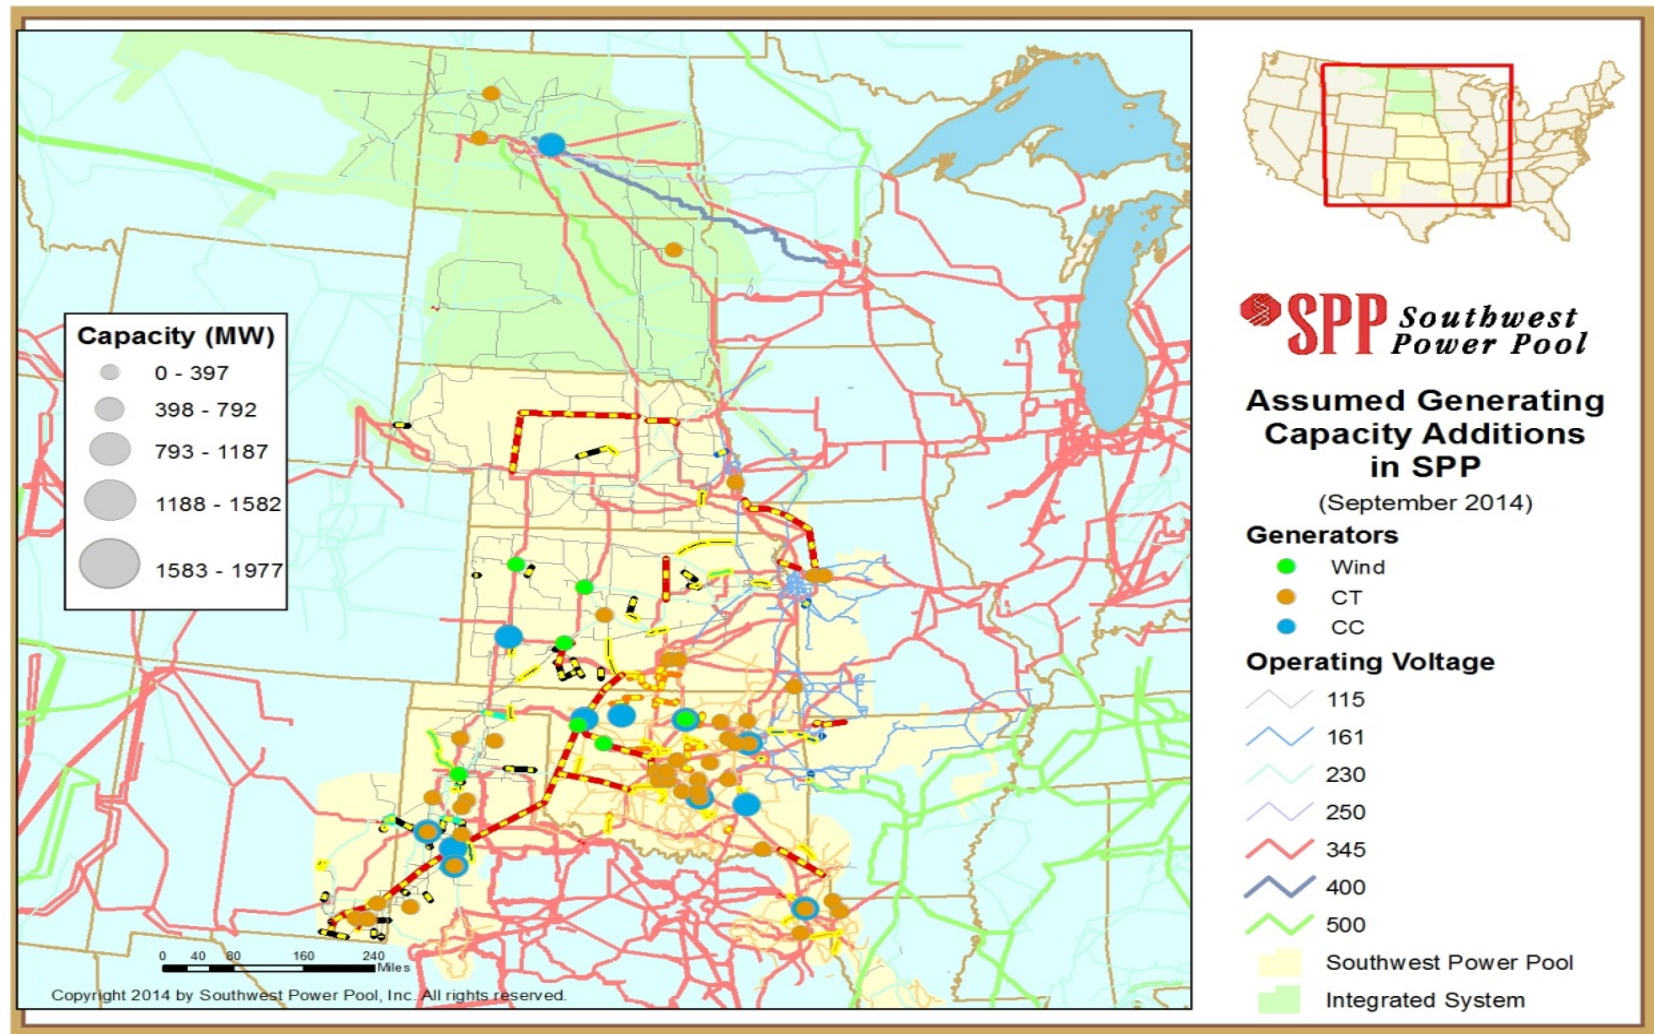 Capacity (MW)
0 - 397
398 - 792
793 - 1187
1188 - 1582
1583 - 1977
0 40 80 160 240
Miles
Copyright 2014 by Southwest Power Pool, Inc. All rights reserved.
SPP Southwest
Power Pool
Assumed Generating
Capacity Additions
in SPP
(September 2014)
Generators
Wind
CT
CC
Operating Voltage
115
161
230
250
345
400
500
Southwest Power Pool
Integrated System